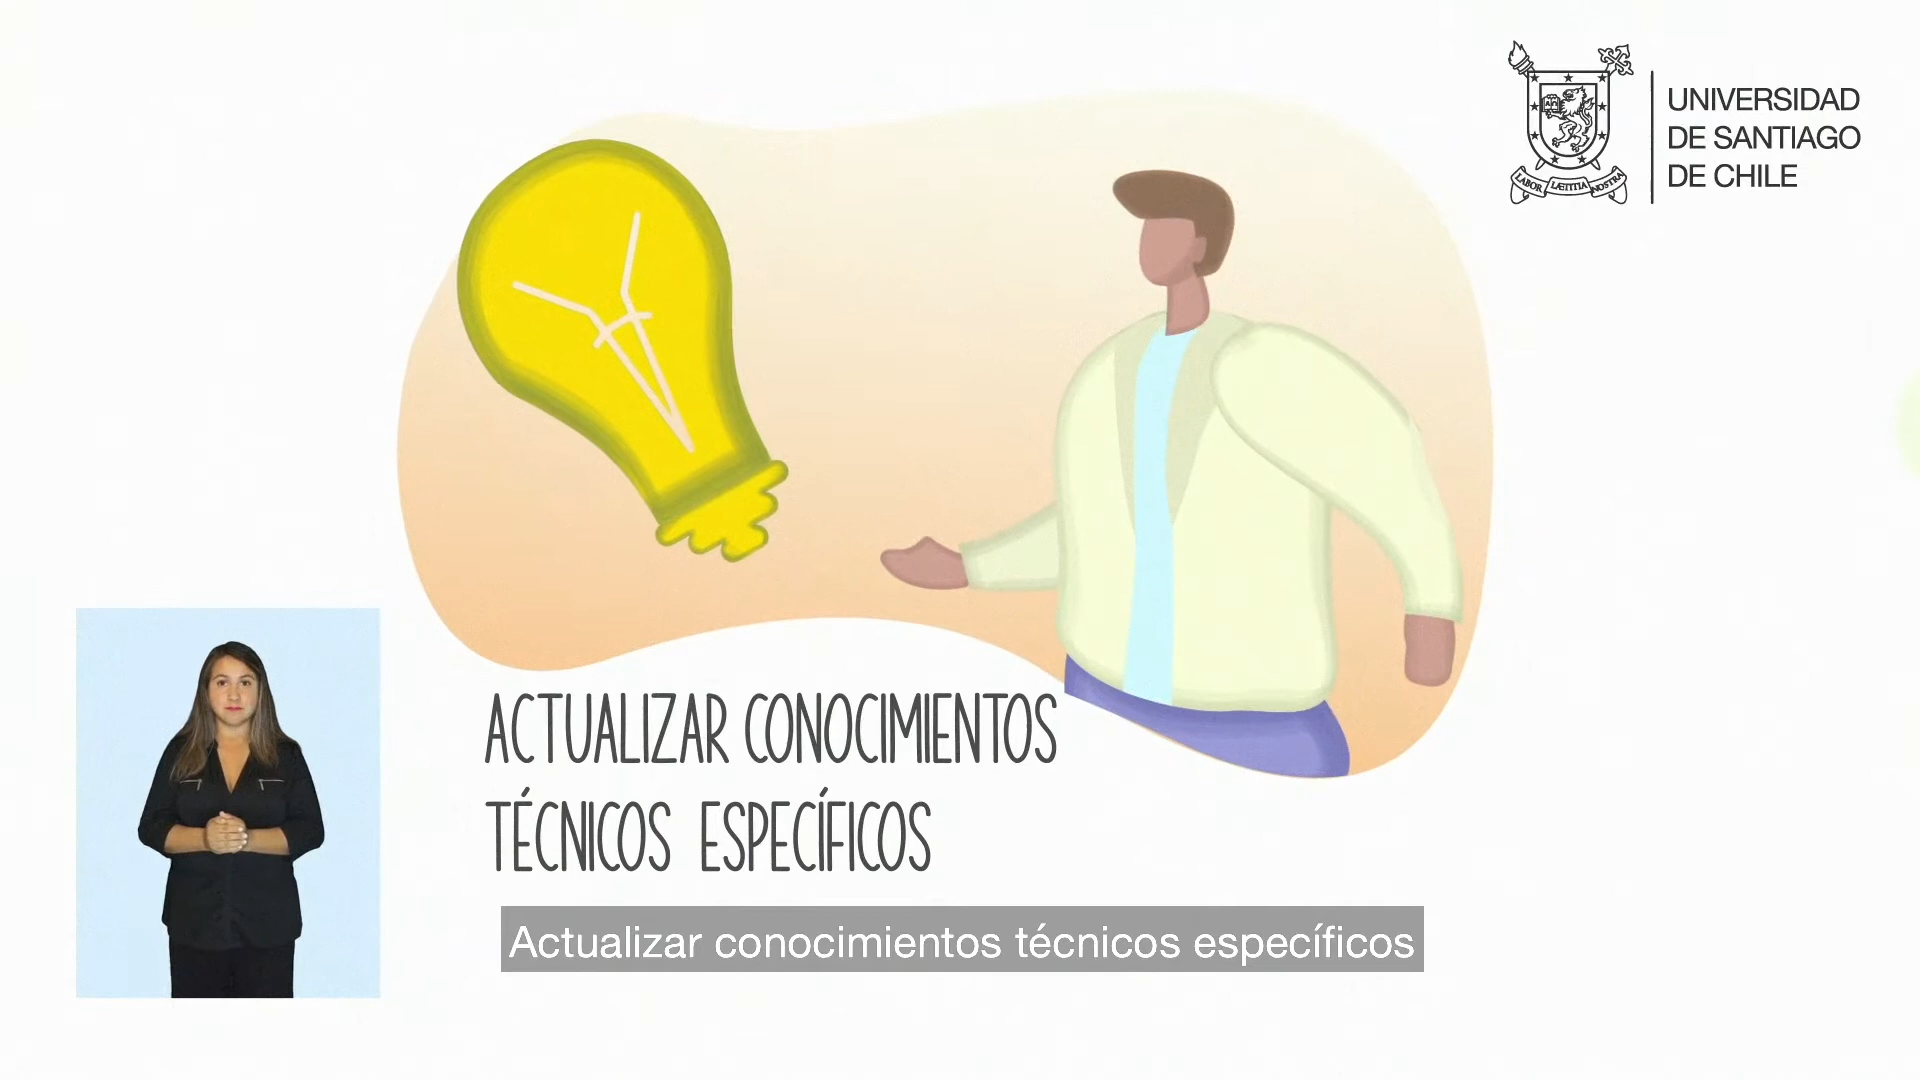 UNIVERSIDAD
DE SANTIAGO
DE CHILE
LABOR LÆTITIA NOSTRA
ACTUALIZAR CONOCIMIENTOS
TÉCNICOS ESPECÍFICOS
Actualizar conocimientos técnicos específicos